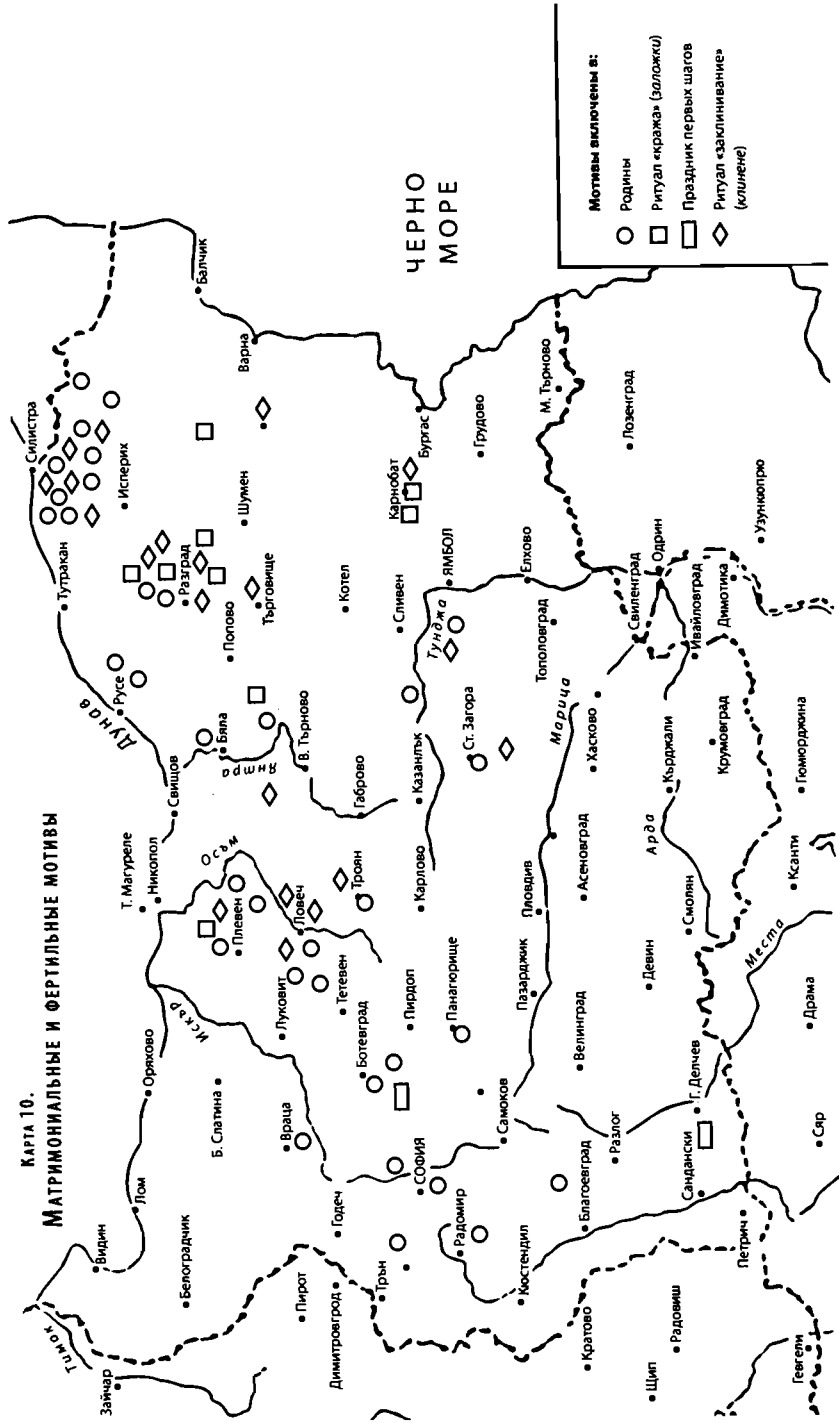 Карта 10.
Матримониальные и фертильные мотивы
Тимок
Зайчар
Видин
Лом
Белоградчик
Оряхово
Б. Слатина
Враца
Пирот
Димитровград
Годеч
Трън
СОФИЯ
Радомир
Кюстендил
Кратово
Щип
Радовиш
Гевгели
Петрич
Благоевград
Сандански
Разлог
Г. Делчев
Сяр
Драма
Места
Самоков
Ботевград
Пирдоп
Панагюрище
Велинград
Пазарджик
Девин
Смолян
Ксанти
Искър
Т. Магуреле
Никопол
Плевен
Осъм
Луковит
Ловеч
Тетевен
Троян
Карлово
Пловдив
Асеновград
Арда
Свищов
Дунав
Русе
Бяла
Янтра
В. Търново
Габрово
Казанлък
Ст. Загора
Марица
Хасково
Кърджали
Крумовград
Гюмюрджина
Тутракан
Силистра
Исперих
Разград
Попово
Търговище
Шумен
Котел
Сливен
Тунджа
ЯМБОЛ
Елхово
Тополовград
Свиленград
Одрин
Ивайловград
Димотика
Узункюпрю
Лозенград
Балчик
Варна
Карнобат
Бургас
Грудово
М. Търново
ЧЕРНО
МОРЕ
Мотивы включены в:
Родины
Ритуал «кража» (заложки)
Праздник первых шагов
Ритуал «заклинивание»
(клинене)